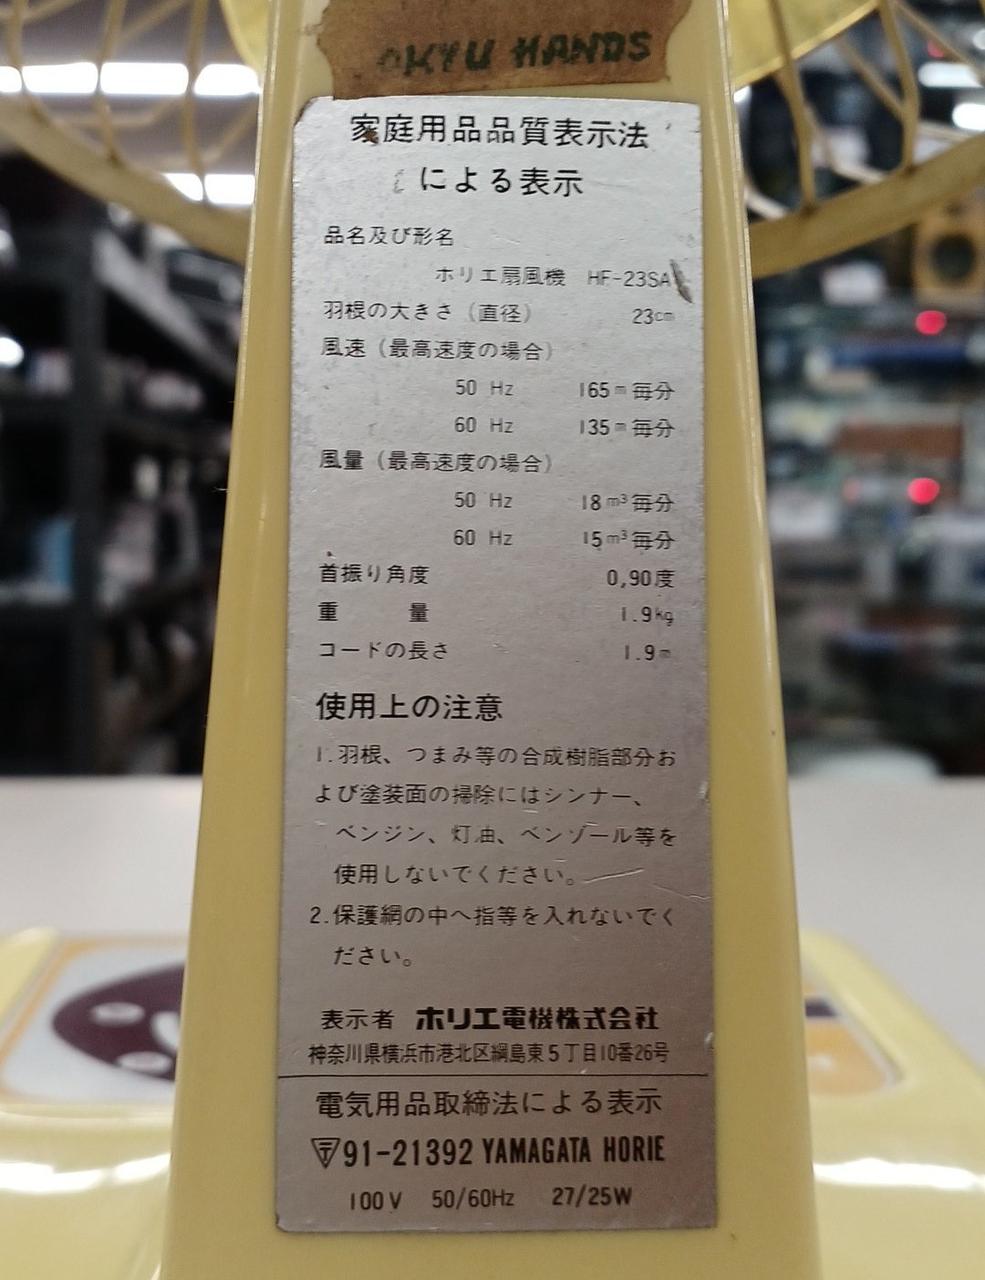 OKYU HANDS
家庭用品品質表示法
による表示
品名及び形名
ホリエ扇風機 HF-23SA
羽根の大きさ（直径） 23cm
風速（最高速度の場合）
50 Hz 165m毎分
60 Hz 135m毎分
風量（最高速度の場合）
50 Hz 18m³毎分
60 Hz 15m³毎分
首振り角度 0,90度
重 量 1.9kg
コードの長さ 1.9m
使用上の注意
1.羽根、つまみ等の合成樹脂部分お
よび塗装面の掃除にはシンナー、
ベンジン、灯油、ベンゾール等を
使用しないでください。
2.保護網の中へ指等を入れないでく
ださい。
表示者 ホリエ電機株式会社
神奈川県横浜市港北区綱島東5丁目10番26号
電気用品取締法による表示
〒91-21392 YAMAGATA HORIE
100V 50/60Hz 27/25W